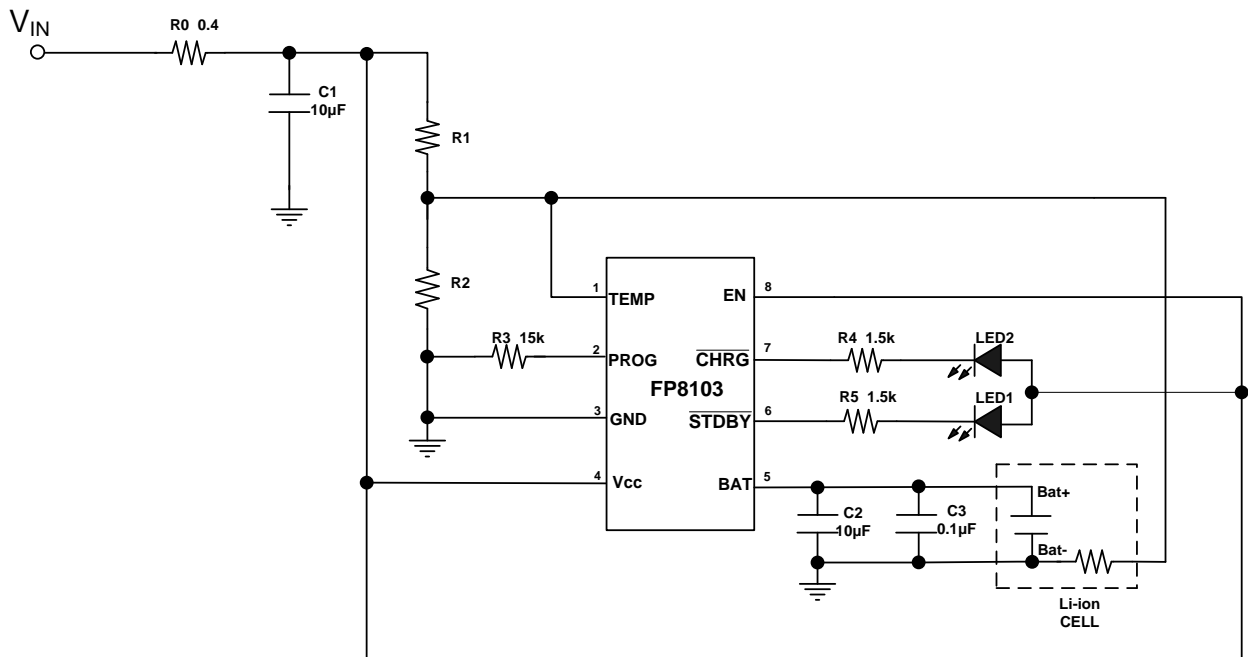 VIN
R0 0.4
C1
10µF
R1
R2
R3 15k
1
TEMP
2
PROG
3
GND
4
Vcc
FP8103
EN
8
CHRG
7
STDBY
6
BAT
5
R4 1.5k
LED2
R5 1.5k
LED1
C2
10µF
C3
0.1µF
Bat+
Bat-
Li-ion
CELL